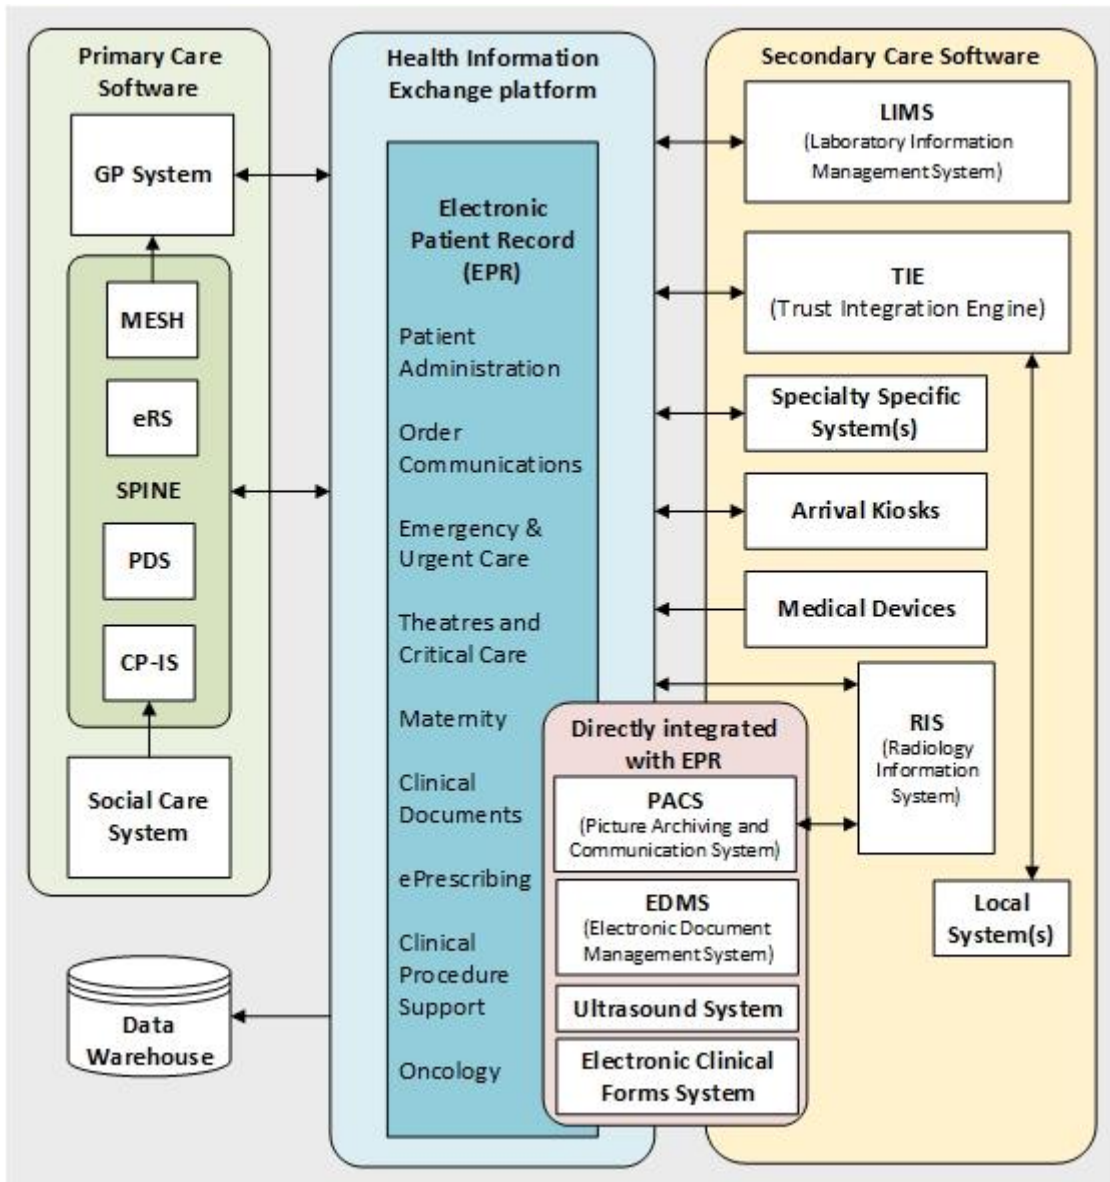 Primary Care
Software
GP System
MESH
eRS
SPINE
PDS
CP-IS
Social Care
System
Data
Warehouse
Health Information
Exchange platform
Electronic
Patient Record
(EPR)
Patient
Administration
Order
Communications
Emergency &
Urgent Care
Theatres and
Critical Care
Maternity
Clinical
Documents
ePrescribing
Clinical
Procedure
Support
Oncology
Directly integrated
with EPR
PACS
(Picture Archiving and
Communication System)
EDMS
(Electronic Document
Management System)
Ultrasound System
Electronic Clinical
Forms System
Secondary Care Software
LIMS
(Laboratory Information
Management System)
TIE
(Trust Integration Engine)
Specialty Specific
System(s)
Arrival Kiosks
Medical Devices
RIS
(Radiology
Information
System)
Local
System(s)